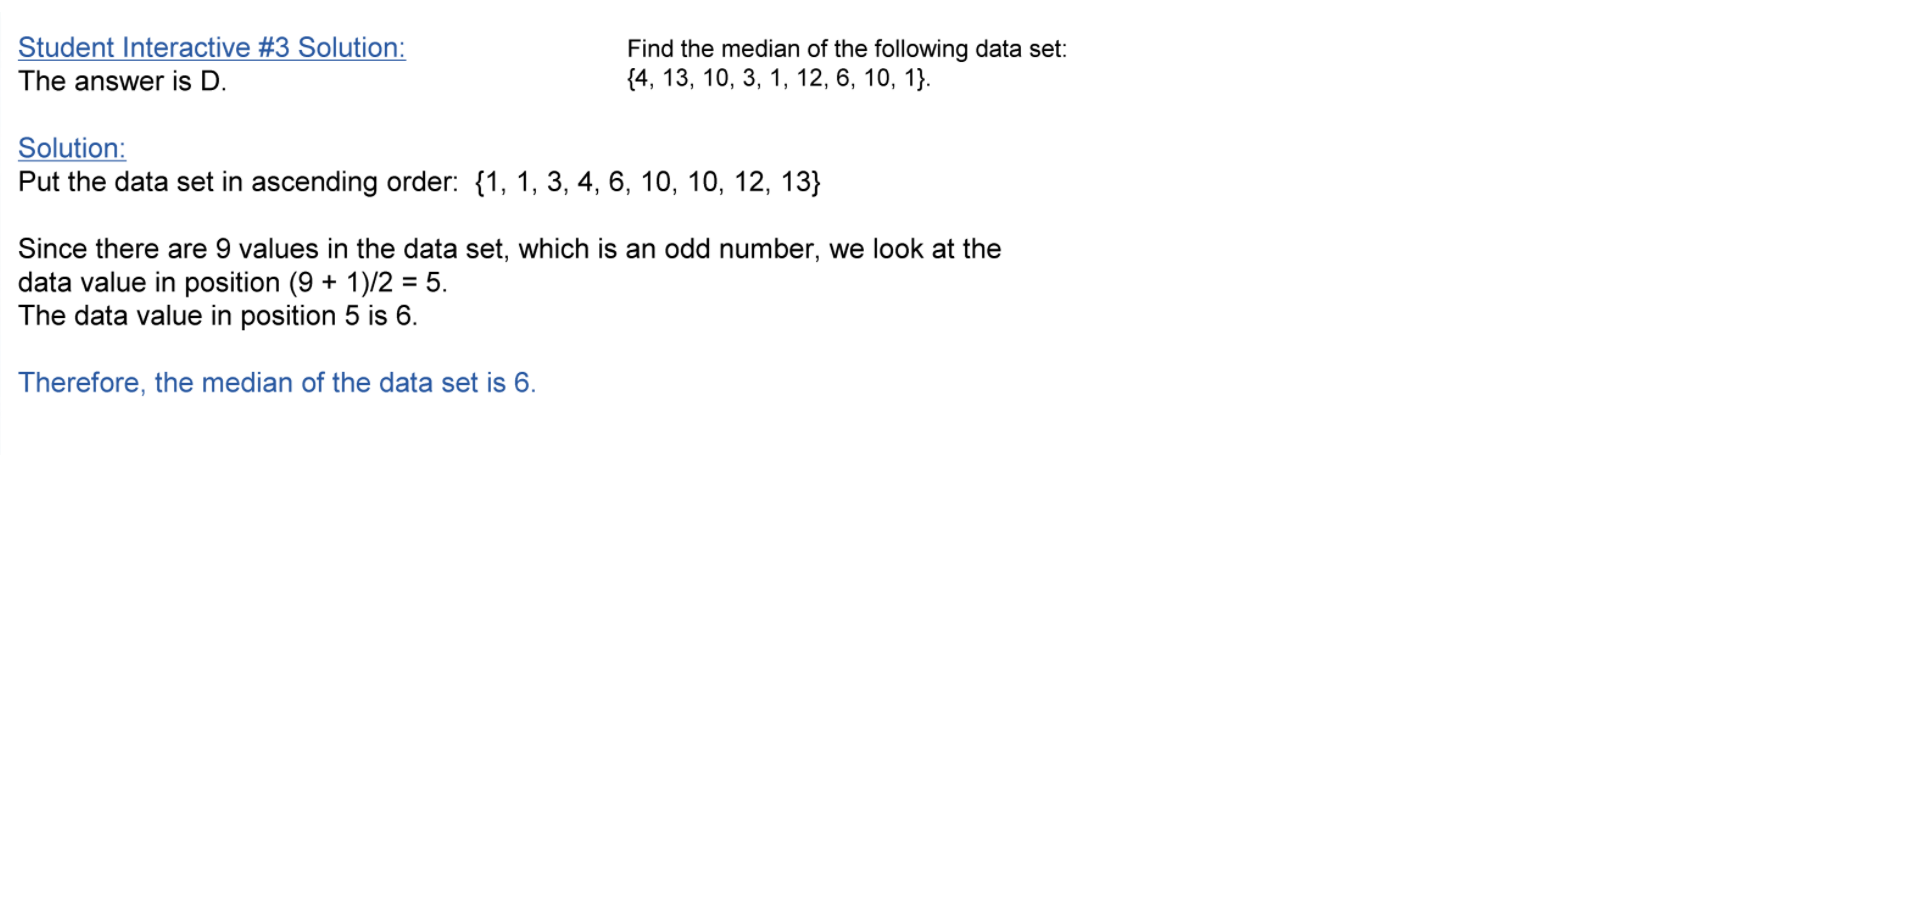 Student Interactive #3 Solution:
The answer is D.
Find the median of the following data set:
{4, 13, 10, 3, 1, 12, 6, 10, 1}.
Solution:
Put the data set in ascending order: {1, 1, 3, 4, 6, 10, 10, 12, 13}
Since there are 9 values in the data set, which is an odd number, we look at the
data value in position (9 + 1)/2 = 5.
The data value in position 5 is 6.
Therefore, the median of the data set is 6.